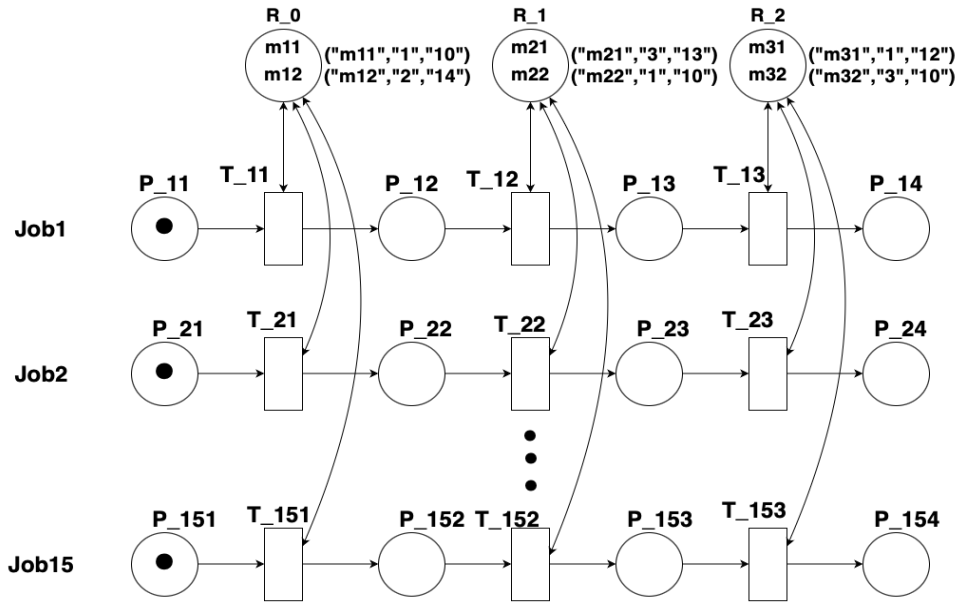 R_0 R_1 R_2
m11 ("m11","1","10") m21 ("m21","3","13") m31 ("m31","1","12")
m12 ("m12","2","14") m22 ("m22","1","10") m32 ("m32","3","10")
P_11 T_11 P_12 T_12 P_13 T_13 P_14
Job1
P_21 T_21 P_22 T_22 P_23 T_23 P_24
Job2
P_151 T_151 P_152 T_152 P_153 T_153 P_154
Job15